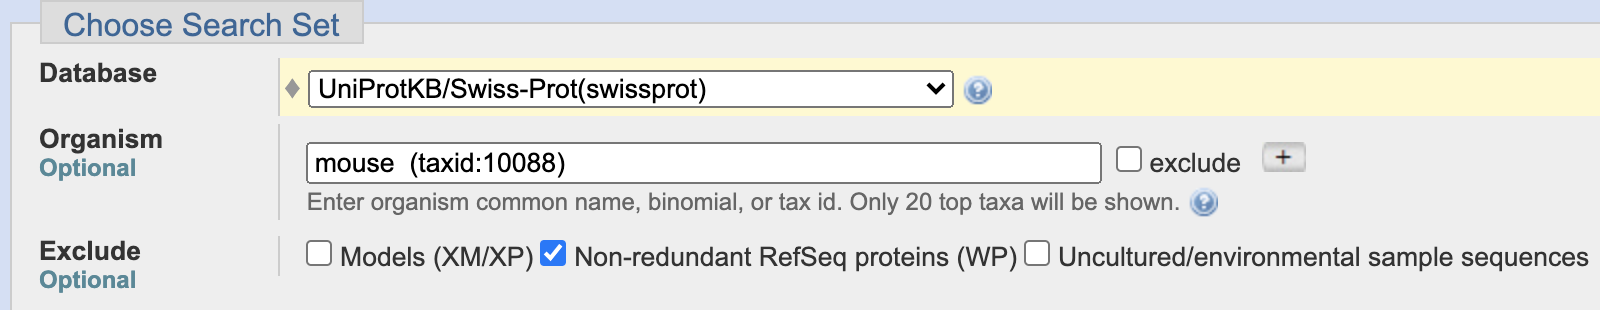 Choose Search Set
Database
UniProtKB/Swiss-Prot(swissprot)
Organism
Optional
mouse  (taxid:10088)
exclude
+
Enter organism common name, binomial, or tax id. Only 20 top taxa will be shown.
Exclude
Optional
Models (XM/XP) Non-redundant RefSeq proteins (WP) Uncultured/environmental sample sequences